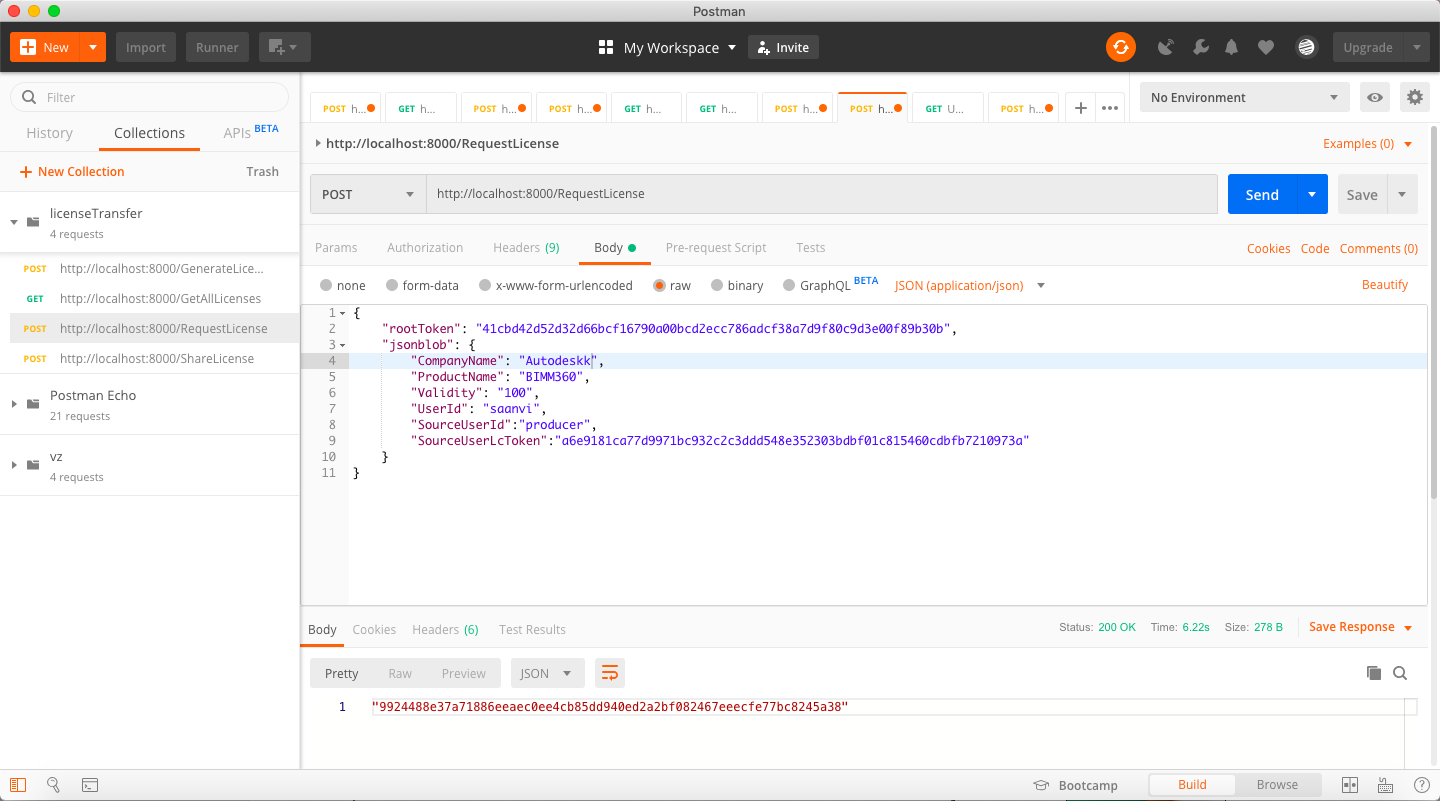 Postman
New
Import
Runner
My Workspace
Invite
Upgrade
Filter
History
Collections
APIs BETA
New Collection
Trash
licenseTransfer
4 requests
POST http://localhost:8000/GenerateLice...
GET http://localhost:8000/GetAllLicenses
POST http://localhost:8000/RequestLicense
POST http://localhost:8000/ShareLicense
Postman Echo
21 requests
vz
4 requests
POST h...
GET h...
POST h...
POST h...
GET h...
GET h...
POST h...
POST h...
GET U...
POST h...
No Environment
http://localhost:8000/RequestLicense
Examples (0)
POST
http://localhost:8000/RequestLicense
Send
Save
Params
Authorization
Headers (9)
Body
Pre-request Script
Tests
Cookies
Code
Comments (0)
none
form-data
x-www-form-urlencoded
raw
binary
GraphQL BETA
JSON (application/json)
Beautify
1 {
2 "rootToken": "41cbd42d52d32d66bcf16790a00bcd2ecc786adcf38a7d9f80c9d3e00f89b30b",
3 "jsonblob": {
4 "CompanyName": "Autodeskk",
5 "ProductName": "BIMM360",
6 "Validity": "100",
7 "UserId": "saanvi",
8 "SourceUserId":"producer",
9 "SourceUserLcToken":"a6e9181ca77d9971bc932c2c3ddd548e352303bdbf01c815460cdbfb7210973a"
10 }
11 }
Body
Cookies
Headers (6)
Test Results
Status: 200 OK
Time: 6.22s
Size: 278 B
Save Response
Pretty
Raw
Preview
JSON
1 "9924488e37a71886eeaec0ee4cb85dd940ed2a2bf082467eeecfe77bc8245a38"
Bootcamp
Build
Browse